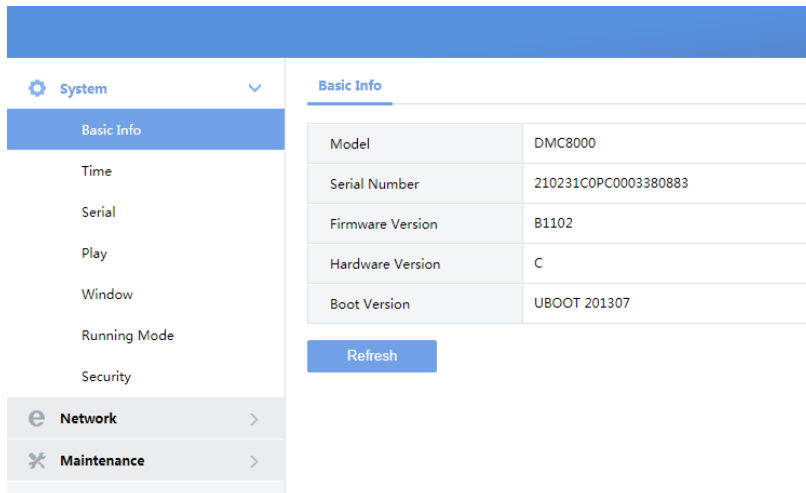 System
Basic Info
Time
Serial
Play
Window
Running Mode
Security
Network
Maintenance
Basic Info
Model DMC8000
Serial Number 210231C0PC0003380883
Firmware Version B1102
Hardware Version C
Boot Version UBOOT 201307
Refresh